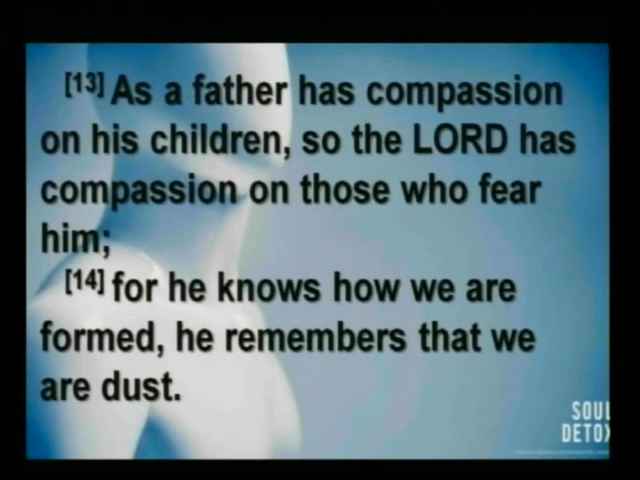 [13] As a father has compassion
on his children, so the LORD has
compassion on those who fear
him;
[14] for he knows how we are
formed, he remembers that we
are dust.
SOUL
DETOX